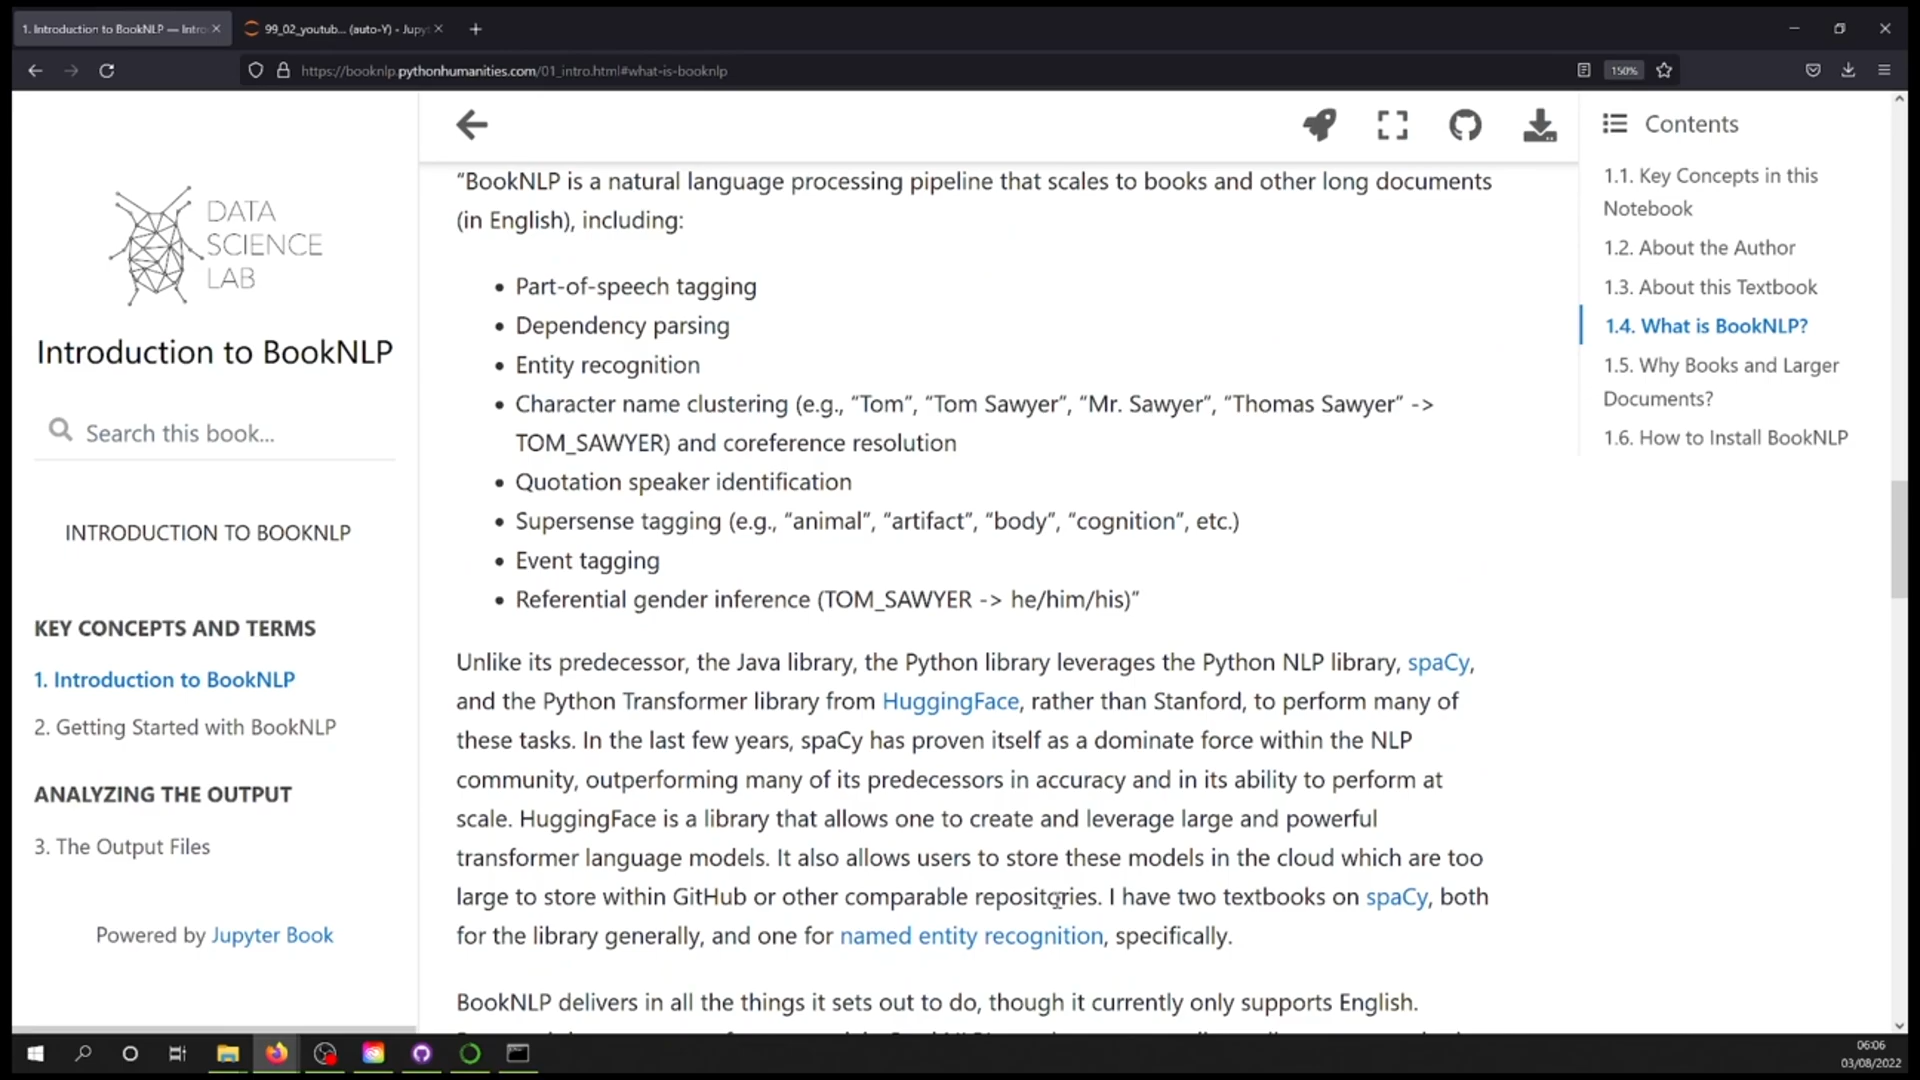 1. Introduction to BookNLP — Intro
99_02_youtub... (auto-Y) - Jupy
https://booknlp.pythonhumanities.com/01_intro.html#what-is-booknlp
150%
DATA
SCIENCE
LAB
Introduction to BookNLP
Search this book...
INTRODUCTION TO BOOKNLP
KEY CONCEPTS AND TERMS
1. Introduction to BookNLP
2. Getting Started with BookNLP
ANALYZING THE OUTPUT
3. The Output Files
Powered by Jupyter Book
“BookNLP is a natural language processing pipeline that scales to books and other long documents
(in English), including:
• Part-of-speech tagging
• Dependency parsing
• Entity recognition
• Character name clustering (e.g., “Tom”, “Tom Sawyer”, “Mr. Sawyer”, “Thomas Sawyer” ->
TOM_SAWYER) and coreference resolution
• Quotation speaker identification
• Supersense tagging (e.g., “animal”, “artifact”, “body”, “cognition”, etc.)
• Event tagging
• Referential gender inference (TOM_SAWYER -> he/him/his)”
Unlike its predecessor, the Java library, the Python library leverages the Python NLP library, spaCy,
and the Python Transformer library from HuggingFace, rather than Stanford, to perform many of
these tasks. In the last few years, spaCy has proven itself as a dominate force within the NLP
community, outperforming many of its predecessors in accuracy and in its ability to perform at
scale. HuggingFace is a library that allows one to create and leverage large and powerful
transformer language models. It also allows users to store these models in the cloud which are too
large to store within GitHub or other comparable repositories. I have two textbooks on spaCy, both
for the library generally, and one for named entity recognition, specifically.
BookNLP delivers in all the things it sets out to do, though it currently only supports English.
Contents
1.1. Key Concepts in this
Notebook
1.2. About the Author
1.3. About this Textbook
1.4. What is BookNLP?
1.5. Why Books and Larger
Documents?
1.6. How to Install BookNLP
06:06
03/08/2022